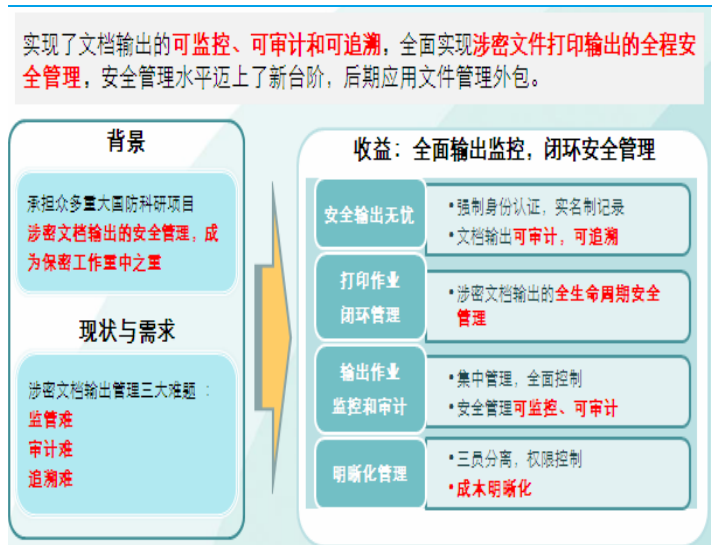 实现了文档输出的可监控、可审计和可追溯，全面实现涉密文件打印输出的全程安
全管理，安全管理水平迈上了新台阶，后期应用文件管理外包。
背景
承担众多重大国防科研项目
涉密文档输出的安全管理，成
为保密工作重中之重
现状与需求
涉密文档输出管理三大难题：
监管难
审计难
追溯难
收益：全面输出监控，闭环安全管理
安全输出无忧
•强制身份认证，实名制记录
•文档输出可审计，可追溯
打印作业
闭环管理
•涉密文档输出的全生命周期安全
管理
输出作业
监控和审计
•集中管理，全面控制
•安全管理可监控、可审计
明晰化管理
•三员分离，权限控制
•成本明晰化